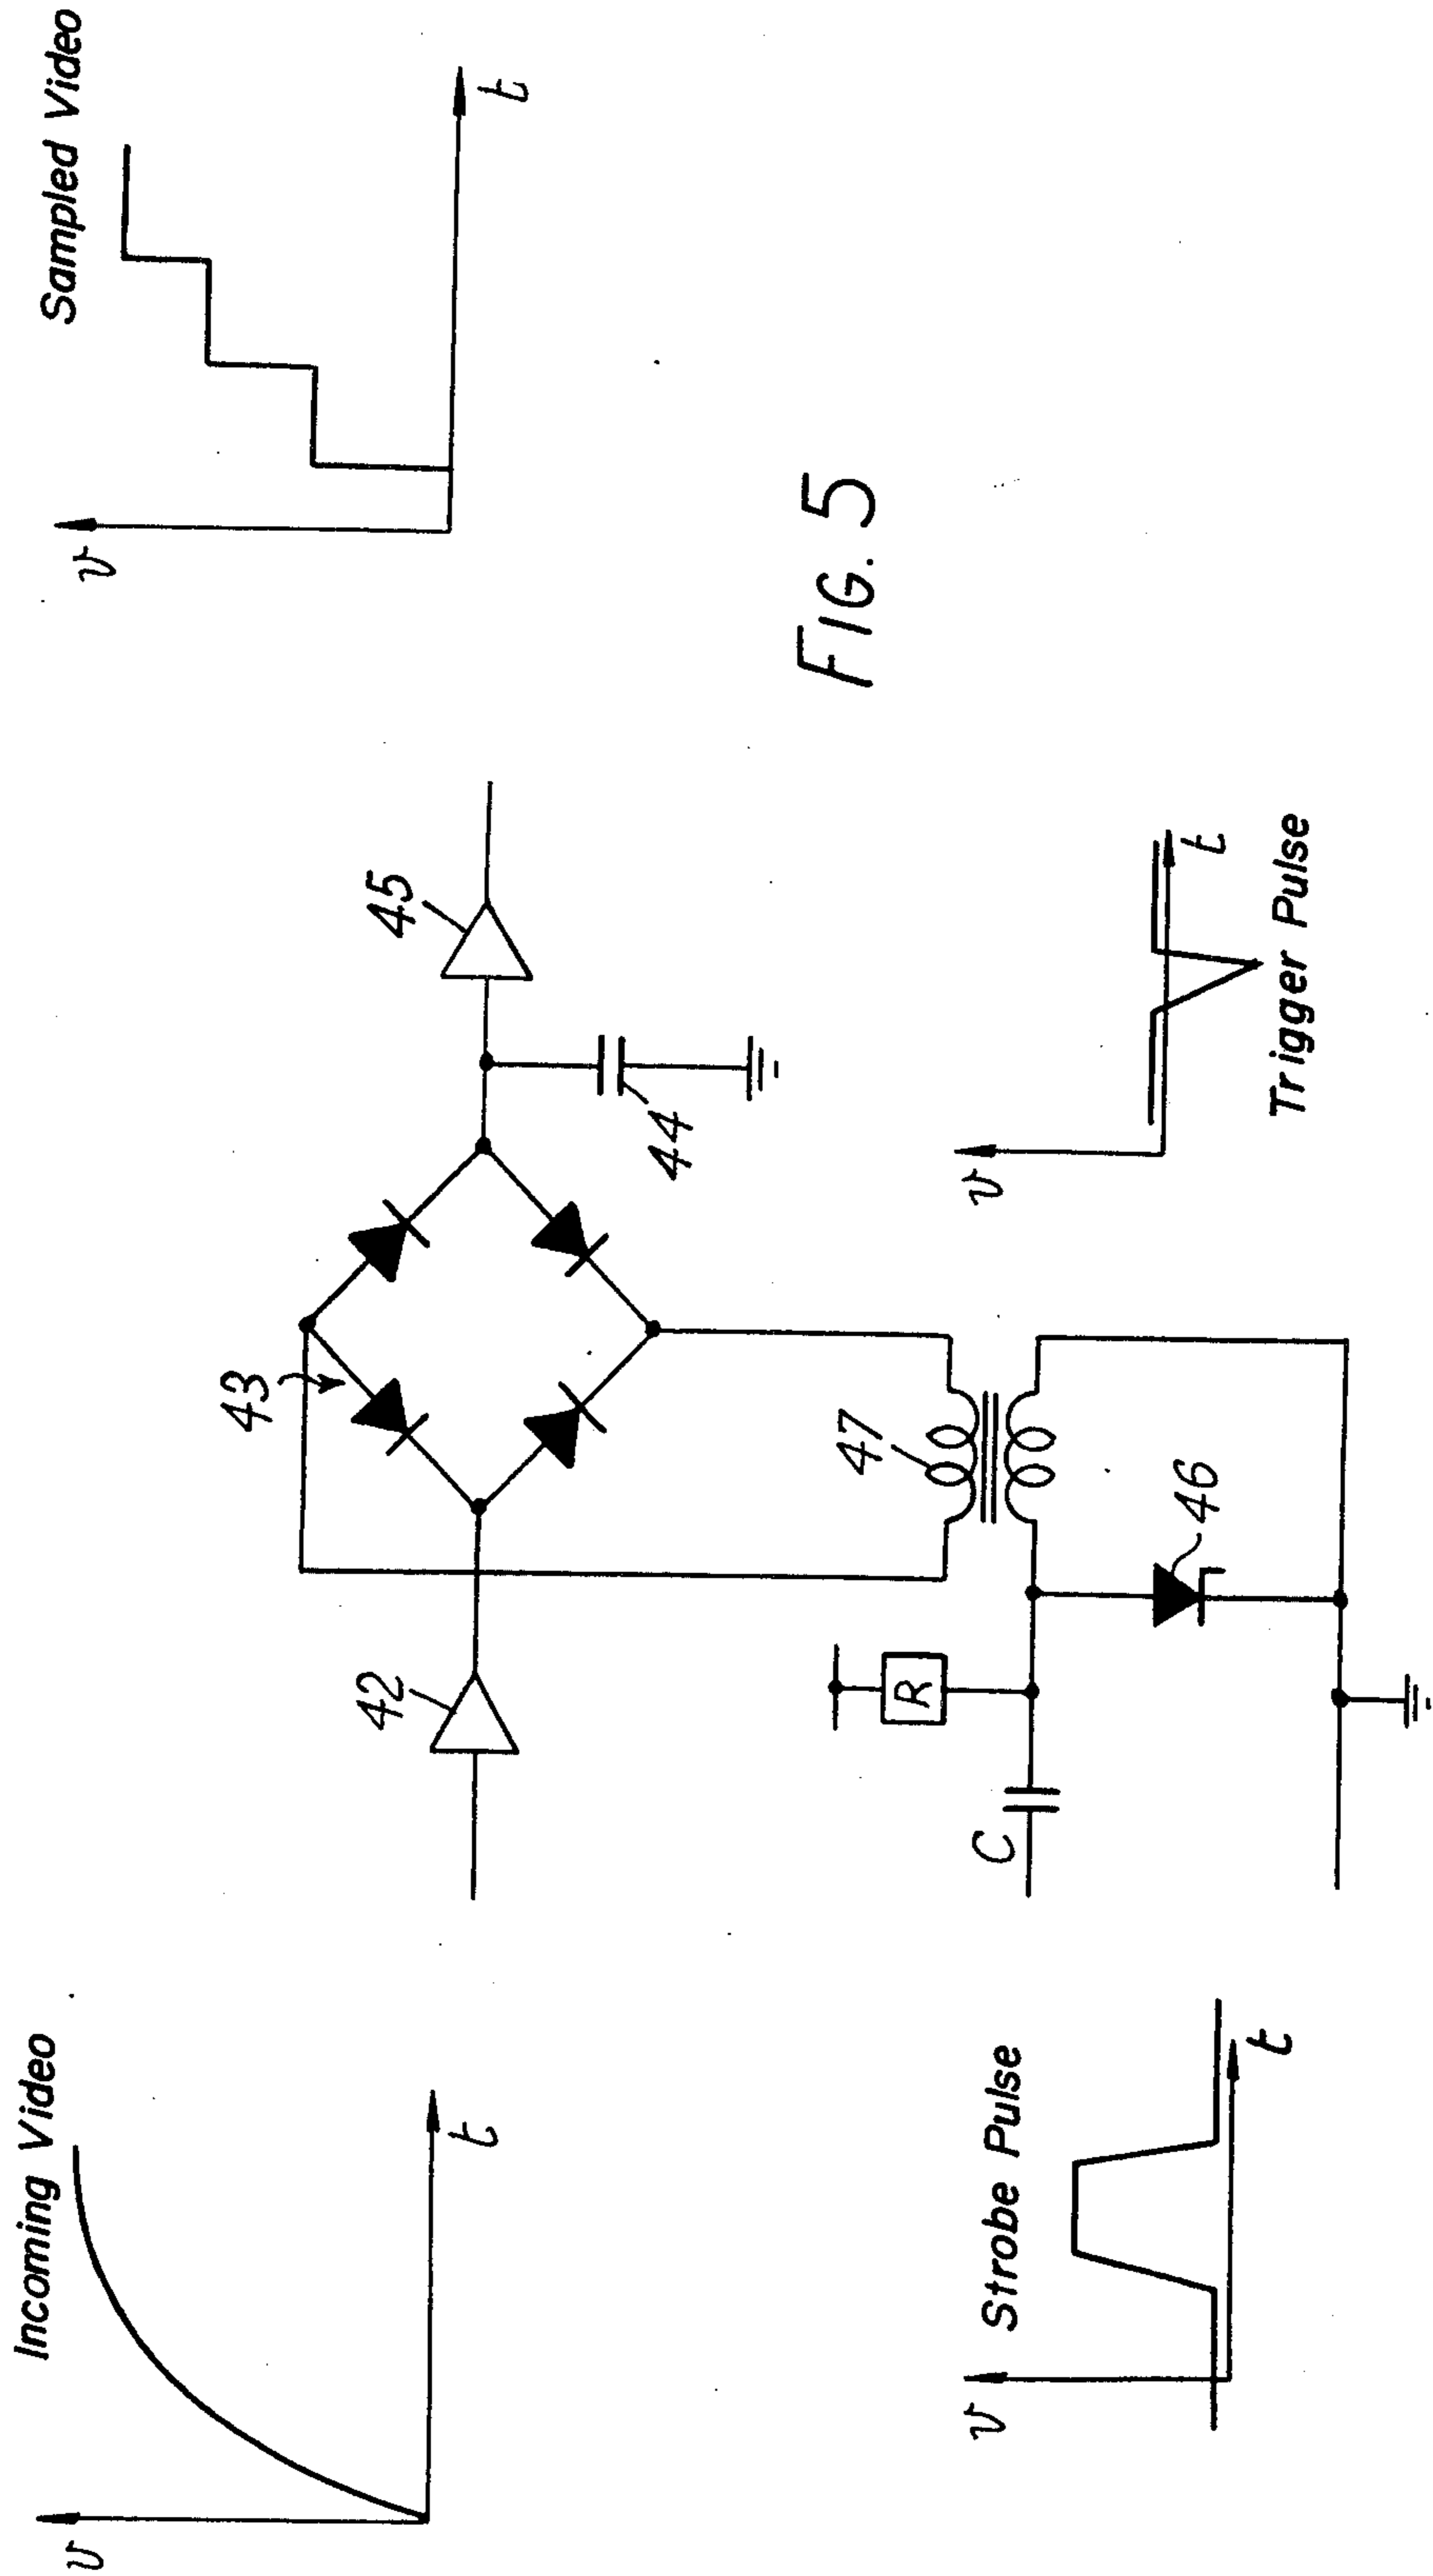 Incoming Video
v
t
Sampled Video
v
t
42
43
45
44
47
R
C
46
Strobe Pulse
v
t
v
t
Trigger Pulse
FIG. 5